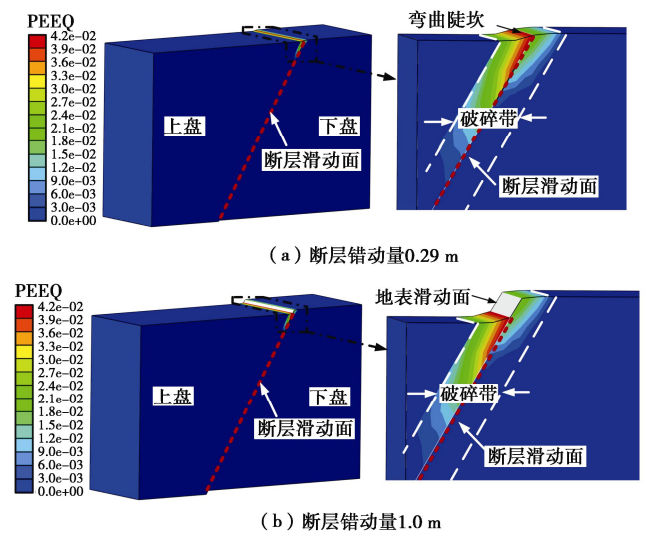 PEEQ
4.2e-02
3.9e-02
3.6e-02
3.3e-02
3.0e-02
2.7e-02
2.4e-02
2.1e-02
1.8e-02
1.5e-02
1.2e-02
9.0e-03
6.0e-03
3.0e-03
0.0e+00
上盘
下盘
断层滑动面
弯曲陡坎
破碎带
断层滑动面
(a)断层错动量0.29 m
PEEQ
4.2e-02
3.9e-02
3.6e-02
3.3e-02
3.0e-02
2.7e-02
2.4e-02
2.1e-02
1.8e-02
1.5e-02
1.2e-02
9.0e-03
6.0e-03
3.0e-03
0.0e+00
上盘
下盘
断层滑动面
地表滑动面
破碎带
断层滑动面
(b)断层错动量1.0 m